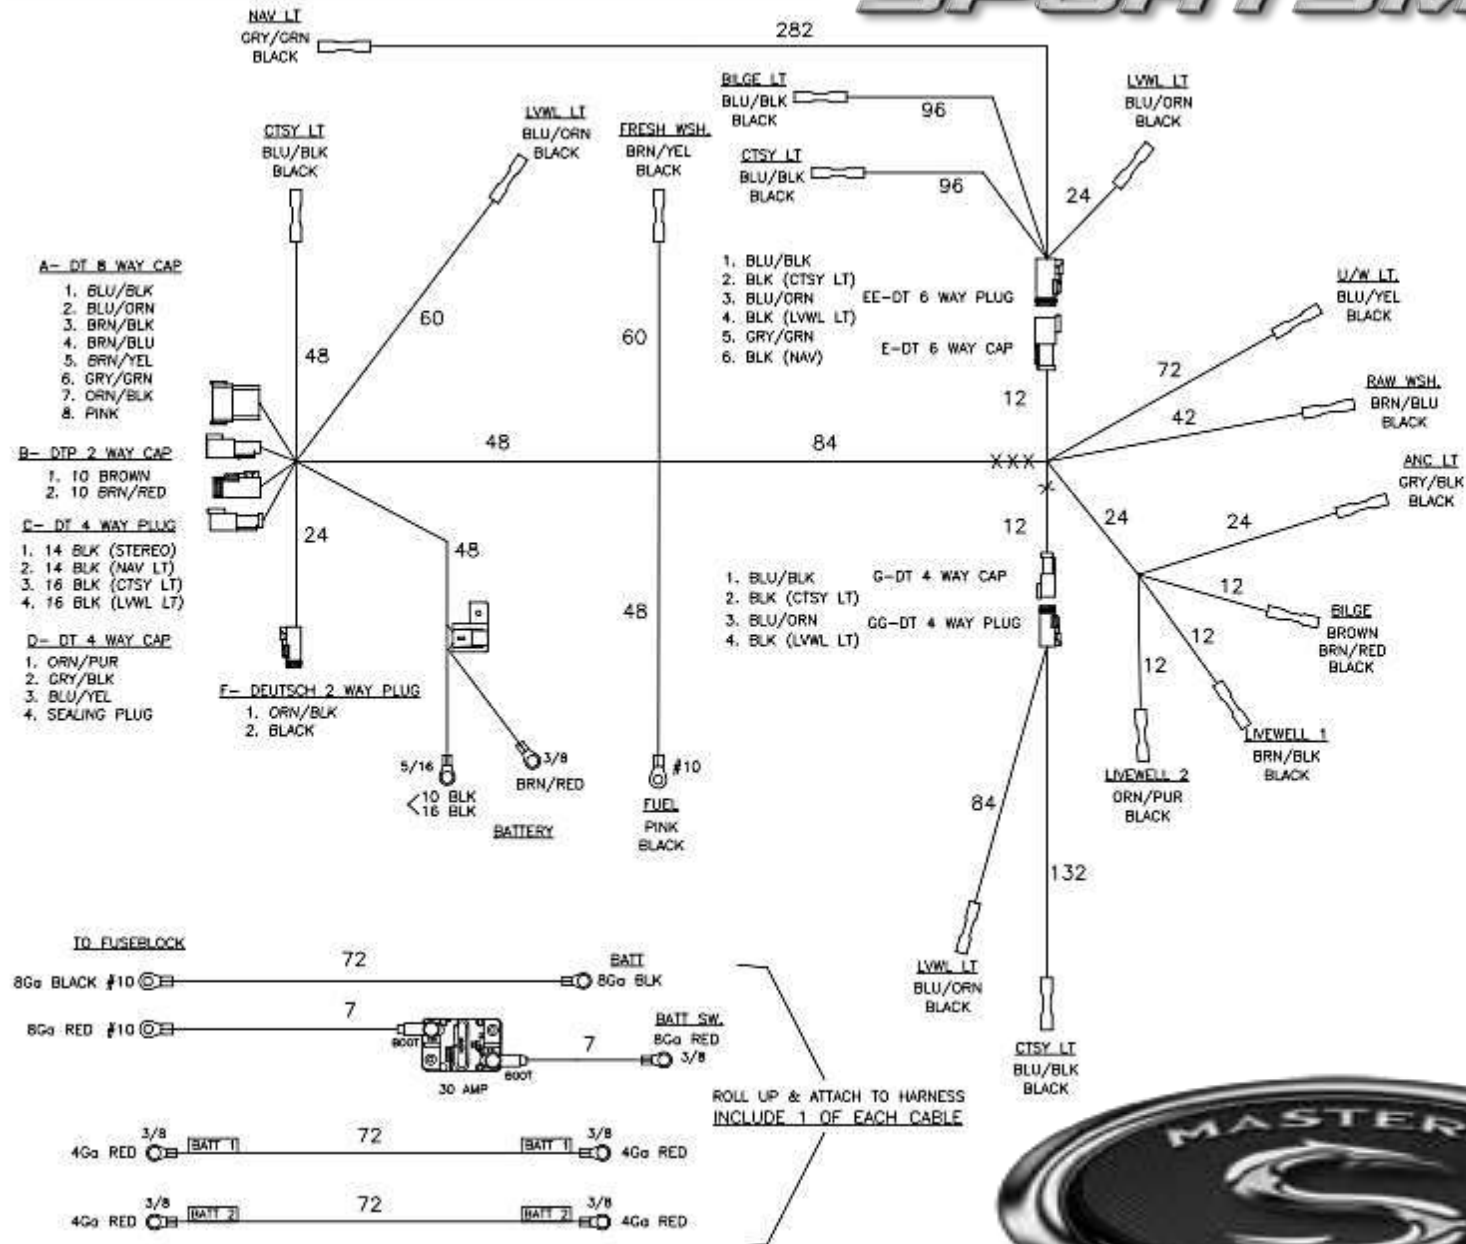 SPORTSM
NAV LT
GRY/GRN
BLACK
282
BILGE LT
BLU/BLK
BLACK
96
LVWL LT
BLU/ORN
BLACK
CTSY LT
BLU/BLK
BLACK
LVWL LT
BLU/ORN
BLACK
FRESH WSH.
BRN/YEL
BLACK
CTSY LT
BLU/BLK
BLACK
96
24
A- DT 8 WAY CAP
1. BLU/BLK
2. BLU/ORN
3. BRN/BLK
4. BRN/BLU
5. BRN/YEL
6. GRY/GRN
7. ORN/BLK
8. PINK
48
60
60
1. BLU/BLK
2. BLK (CTSY LT)
3. BLU/ORN
4. BLK (LVWL LT)
5. GRY/GRN
6. BLK (NAV)
EE-DT 6 WAY PLUG
E-DT 6 WAY CAP
12
U/W LT.
BLU/YEL
BLACK
72
RAW WSH.
BRN/BLU
BLACK
42
B- DTP 2 WAY CAP
1. 10 BROWN
2. 10 BRN/RED
48
84
XXX
X
ANC LT
GRY/BLK
BLACK
C- DT 4 WAY PLUG
1. 14 BLK (STEREO)
2. 14 BLK (NAV LT)
3. 16 BLK (CTSY LT)
4. 16 BLK (LVWL LT)
24
48
12
24
24
D- DT 4 WAY CAP
1. ORN/PUR
2. GRY/BLK
3. BLU/YEL
4. SEALING PLUG
48
1. BLU/BLK
2. BLK (CTSY LT)
3. BLU/ORN
4. BLK (LVWL LT)
G-DT 4 WAY CAP
GG-DT 4 WAY PLUG
12
BILGE
BROWN
BRN/RED
BLACK
12
12
F- DEUTSCH 2 WAY PLUG
1. ORN/BLK
2. BLACK
LIVEWELL 1
BRN/BLK
BLACK
LIVEWELL 2
ORN/PUR
BLACK
5/16
<10 BLK
16 BLK
3/8
BRN/RED
BATTERY
#10
FUEL
PINK
BLACK
84
132
LVWL LT
BLU/ORN
BLACK
CTSY LT
BLU/BLK
BLACK
TO FUSEBLOCK
8Ga BLACK #10
72
BATT
8Ga BLK
8Ga RED #10
7
BOOT
30 AMP
BOOT
7
BATT SW.
8Ga RED
3/8
ROLL UP & ATTACH TO HARNESS
INCLUDE 1 OF EACH CABLE
4Ga RED
3/8
BATT 1
72
BATT 1
3/8
4Ga RED
4Ga RED
3/8
BATT 2
72
BATT 2
3/8
4Ga RED
MASTER